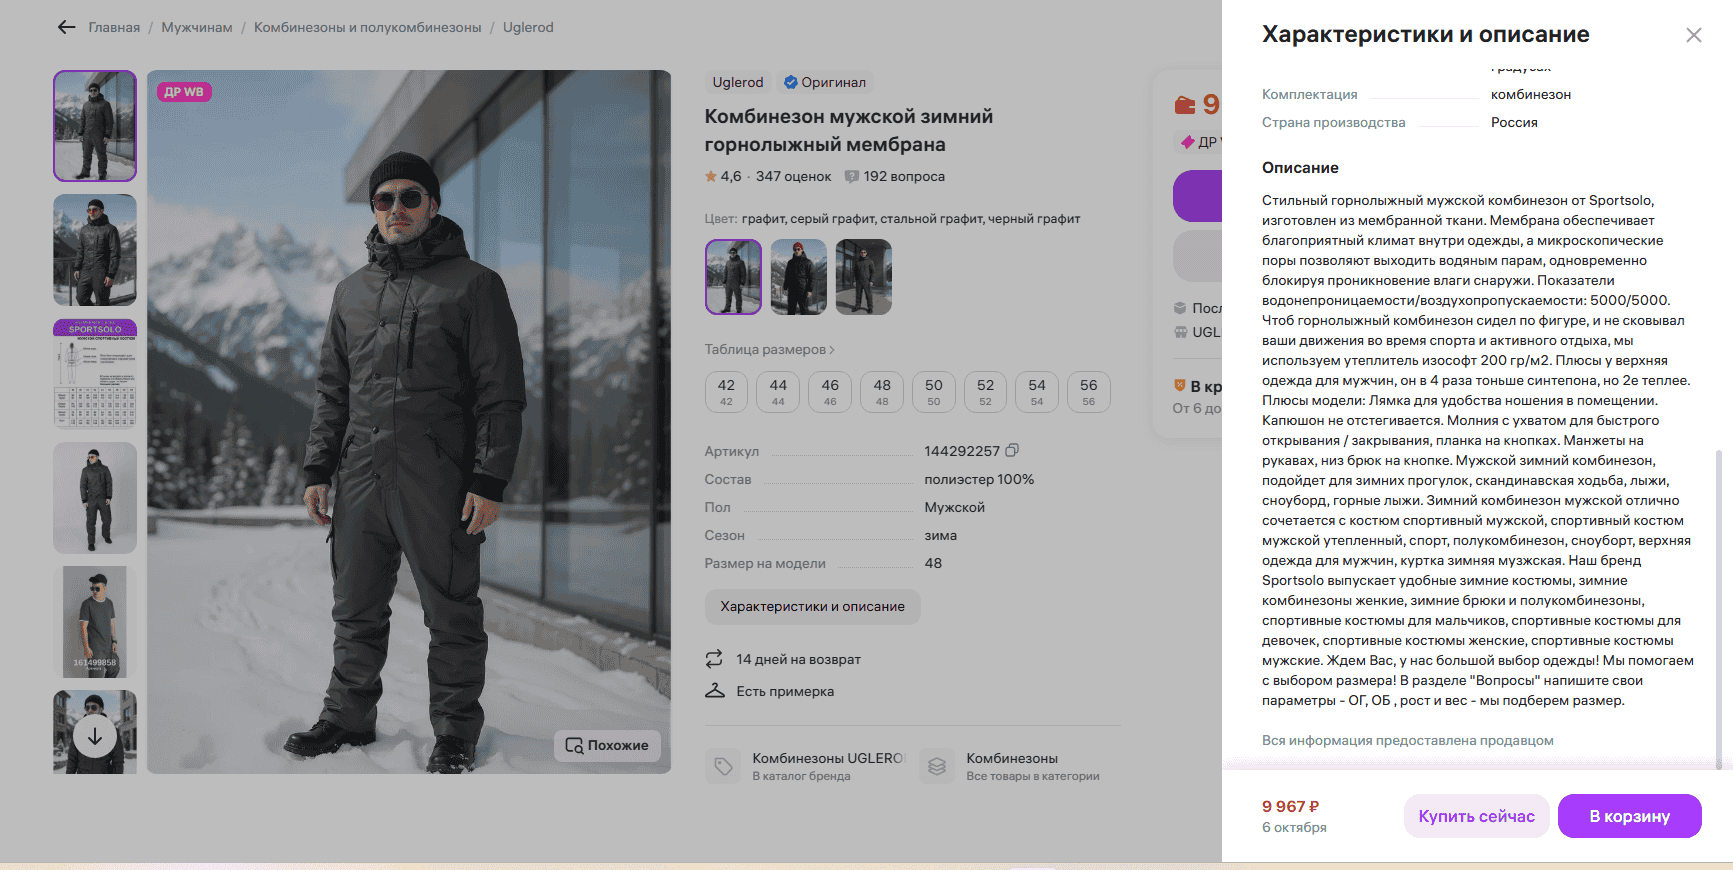 Главная / Мужчинам / Комбинезоны и полукомбинезоны / Uglerod
ДР WB
SPORTSOLO
161499858
Похожие
Uglerod
Оригинал
Комбинезон мужской зимний
горнолыжный мембрана
4,6 · 347 оценок
192 вопроса
Цвет: графит, серый графит, стальной графит, черный графит
Таблица размеров
42 44 46 48 50 52 54 56
42 44 46 48 50 52 54 56
Артикул 144292257
Состав полиэстер 100%
Пол Мужской
Сезон зима
Размер на модели 48
Характеристики и описание
14 дней на возврат
Есть примерка
Комбинезоны UGLERO
В каталог бренда
Комбинезоны
Все товары в категории
9
ДР
Посл
UGL
В кр
От 6 до
Характеристики и описание
Комплектация комбинезон
Страна производства Россия
Описание
Стильный горнолыжный мужской комбинезон от Sportsolo,
изготовлен из мембранной ткани. Мембрана обеспечивает
благоприятный климат внутри одежды, а микроскопические
поры позволяют выходить водяным парам, одновременно
блокируя проникновение влаги снаружи. Показатели
водонепроницаемости/воздухопропускаемости: 5000/5000.
Чтоб горнолыжный комбинезон сидел по фигуре, и не сковывал
ваши движения во время спорта и активного отдыха, мы
используем утеплитель изософт 200 гр/м2. Плюсы у верхняя
одежда для мужчин, он в 4 раза тоньше синтепона, но 2е теплее.
Плюсы модели: Лямка для удобства ношения в помещении.
Капюшон не отстегивается. Молния с ухватом для быстрого
открывания / закрывания, планка на кнопках. Манжеты на
рукавах, низ брюк на кнопке. Мужской зимний комбинезон,
подойдет для зимних прогулок, скандинавская ходьба, лыжи,
сноуборд, горные лыжи. Зимний комбинезон мужской отлично
сочетается с костюм спортивный мужской, спортивный костюм
мужской утепленный, спорт, полукомбинезон, сноуборт, верхняя
одежда для мужчин, куртка зимняя музжская. Наш бренд
Sportsolo выпускает удобные зимние костюмы, зимние
комбинезоны женкие, зимние брюки и полукомбинезоны,
спортивные костюмы для мальчиков, спортивные костюмы для
девочек, спортивные костюмы женские, спортивные костюмы
мужские. Ждем Вас, у нас большой выбор одежды! Мы помогаем
с выбором размера! В разделе "Вопросы" напишите свои
параметры - ОГ, ОБ , рост и вес - мы подберем размер.
Вся информация предоставлена продавцом
9 967 ₽
6 октября
Купить сейчас
В корзину